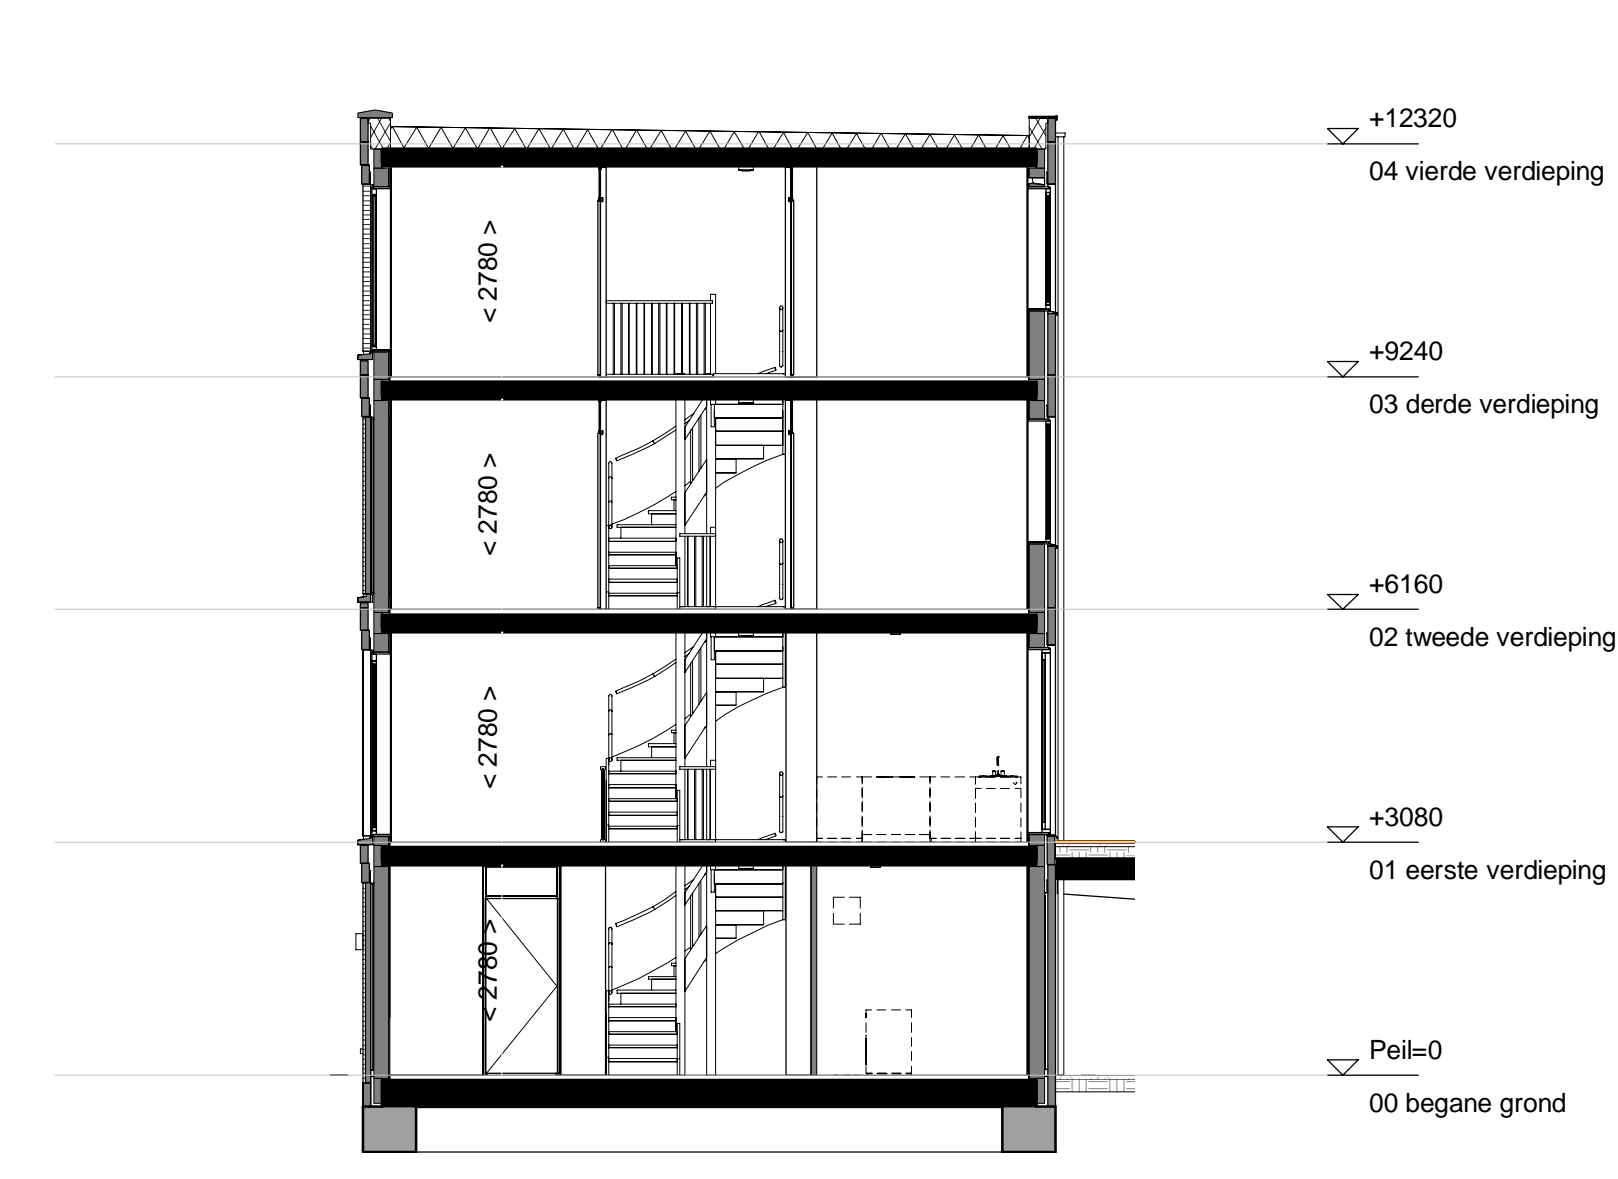 +12320
04 vierde verdieping
< 2780 >
+9240
03 derde verdieping
< 2780 >
+6160
02 tweede verdieping
< 2780 >
+3080
01 eerste verdieping
< 2780 >
Peil=0
00 begane grond